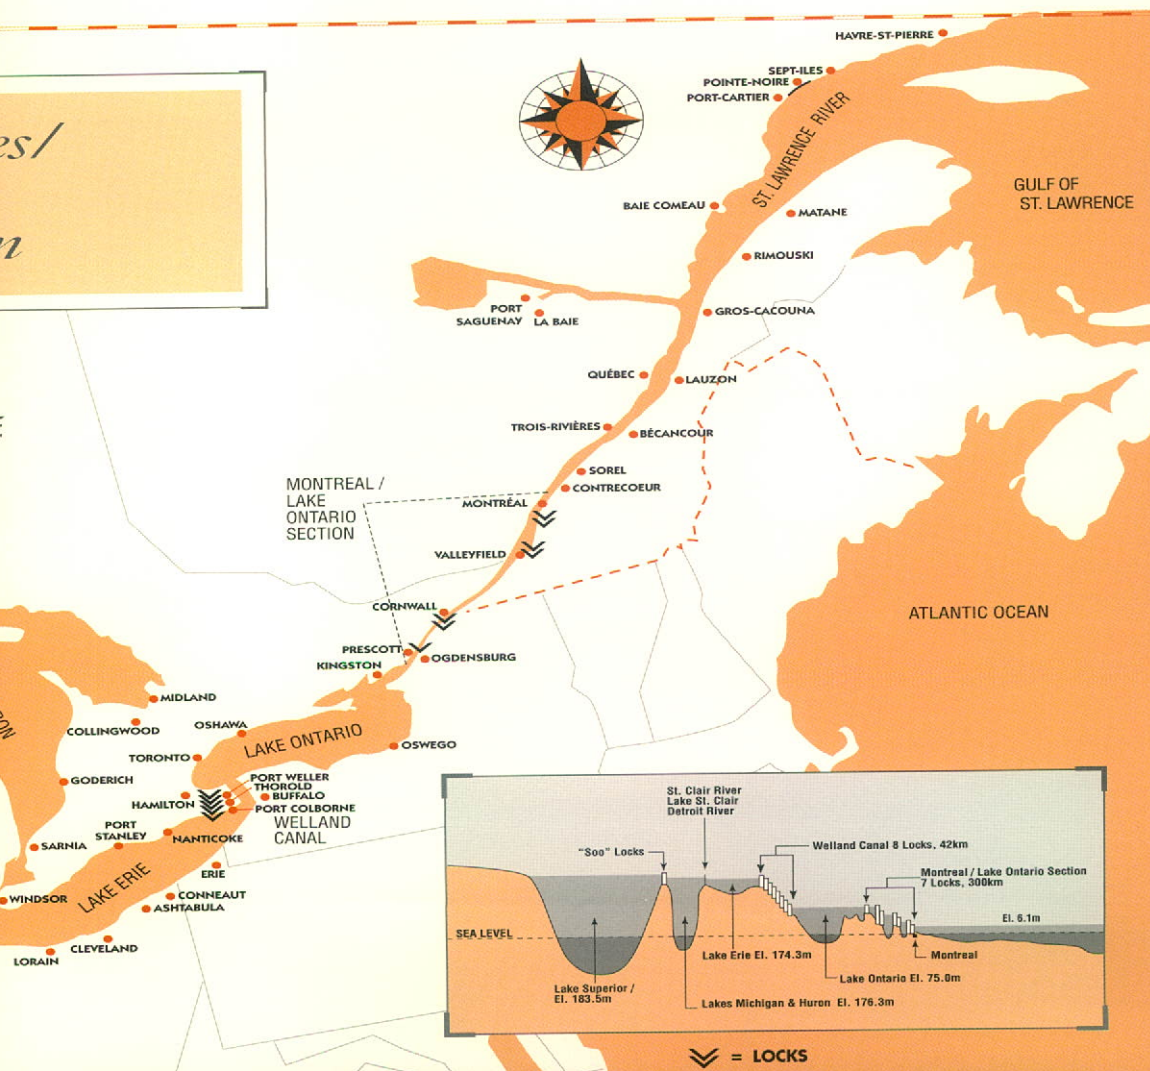 es/
n
E
HAVRE-ST-PIERRE
SEPT-ILES
POINTE-NOIRE
PORT-CARTIER
ST. LAWRENCE RIVER
GULF OF
ST. LAWRENCE
BAIE COMEAU
MATANE
RIMOUSKI
PORT
SAGUENAY
LA BAIE
GROS-CACOUNA
QUÉBEC
LAUZON
TROIS-RIVIÈRES
BÉCANCOUR
SOREL
CONTRECOEUR
MONTREAL /
LAKE
ONTARIO
SECTION
MONTRÉAL
VALLEYFIELD
CORNWALL
PRESCOTT
OGDENSBURG
KINGSTON
ATLANTIC OCEAN
MIDLAND
COLLINGWOOD
OSHAWA
LAKE ONTARIO
OSWEGO
TORONTO
GODERICH
HAMILTON
PORT WELLER
THOROLD
BUFFALO
PORT COLBORNE
WELLAND
CANAL
PORT
STANLEY
NANTICOKE
SARNIA
LAKE ERIE
ERIE
WINDSOR
CONNEAUT
ASHTABULA
CLEVELAND
LORAIN
St. Clair River
Lake St. Clair
Detroit River
"Soo" Locks
Welland Canal 8 Locks, 42km
Montreal / Lake Ontario Section
7 Locks, 300km
El. 6.1m
SEA LEVEL
Lake Erie El. 174.3m
Montreal
Lake Superior /
El. 183.5m
Lake Ontario El. 75.0m
Lakes Michigan & Huron El. 176.3m
= LOCKS